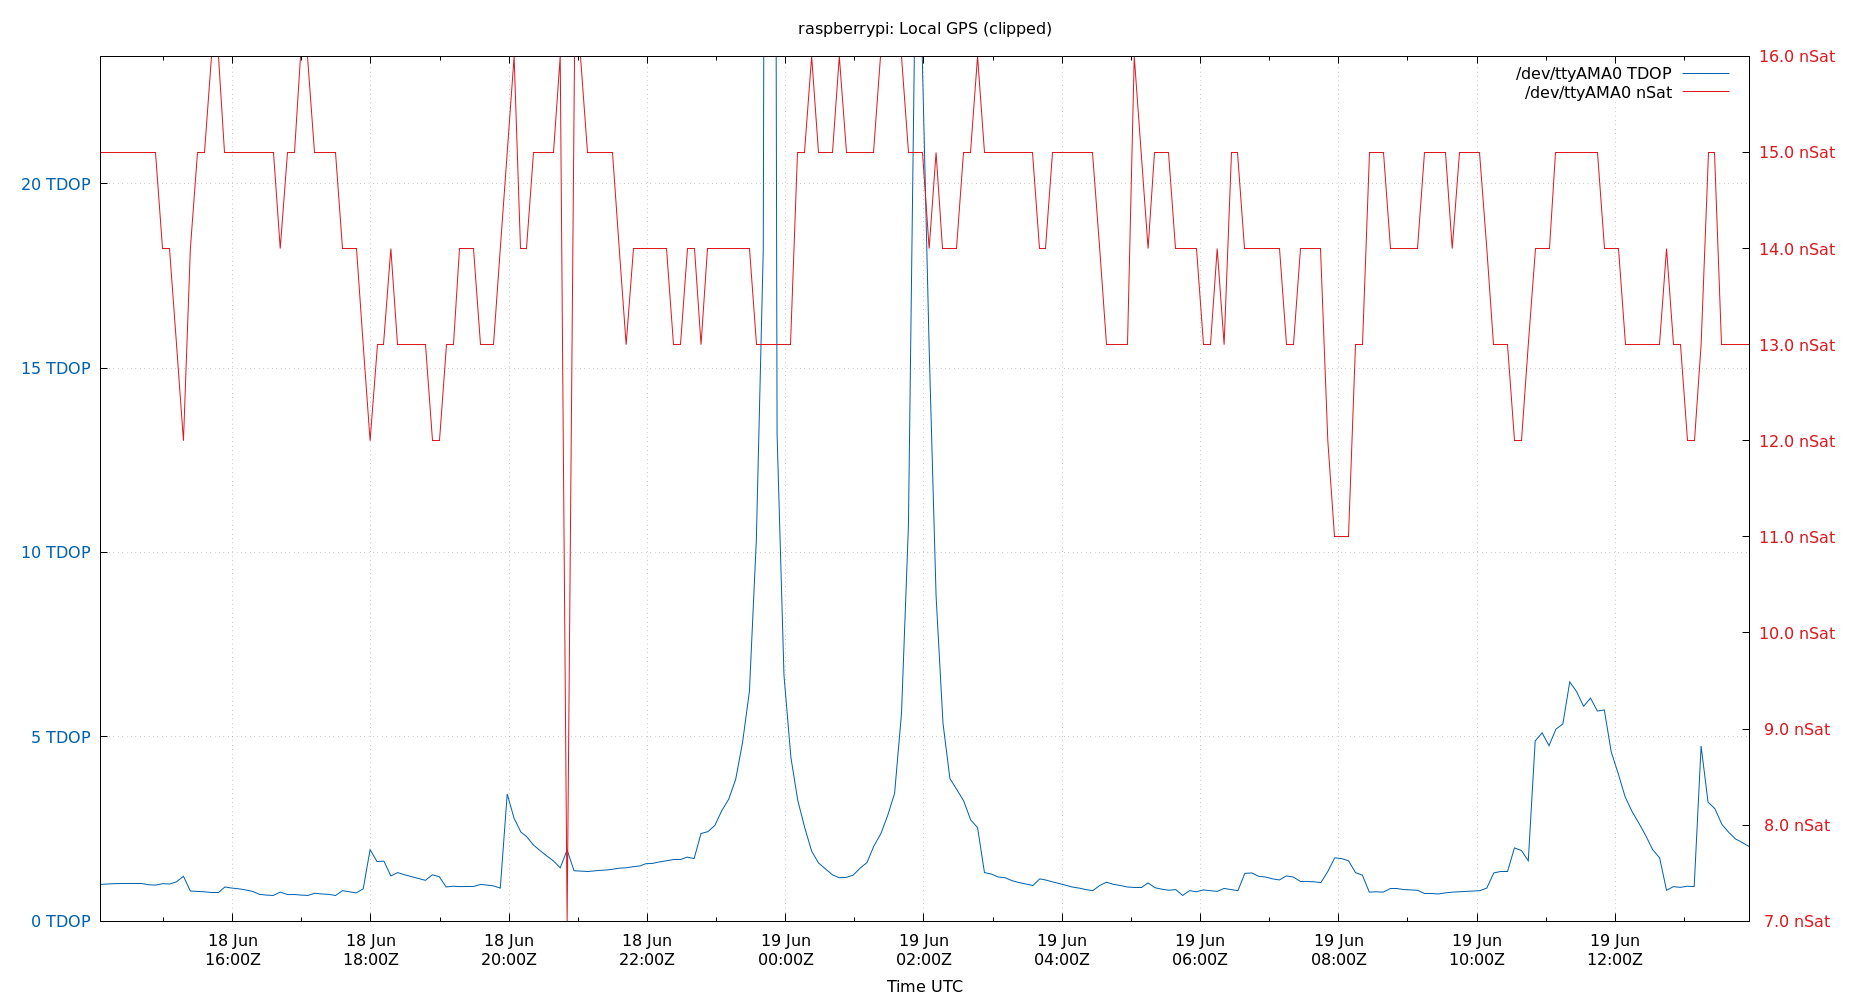 raspberrypi: Local GPS (clipped)
/dev/ttyAMA0 TDOP
/dev/ttyAMA0 nSat
20 TDOP
15 TDOP
10 TDOP
5 TDOP
0 TDOP
16.0 nSat
15.0 nSat
14.0 nSat
13.0 nSat
12.0 nSat
11.0 nSat
10.0 nSat
9.0 nSat
8.0 nSat
7.0 nSat
18 Jun
16:00Z
18 Jun
18:00Z
18 Jun
20:00Z
18 Jun
22:00Z
19 Jun
00:00Z
19 Jun
02:00Z
19 Jun
04:00Z
19 Jun
06:00Z
19 Jun
08:00Z
19 Jun
10:00Z
19 Jun
12:00Z
Time UTC